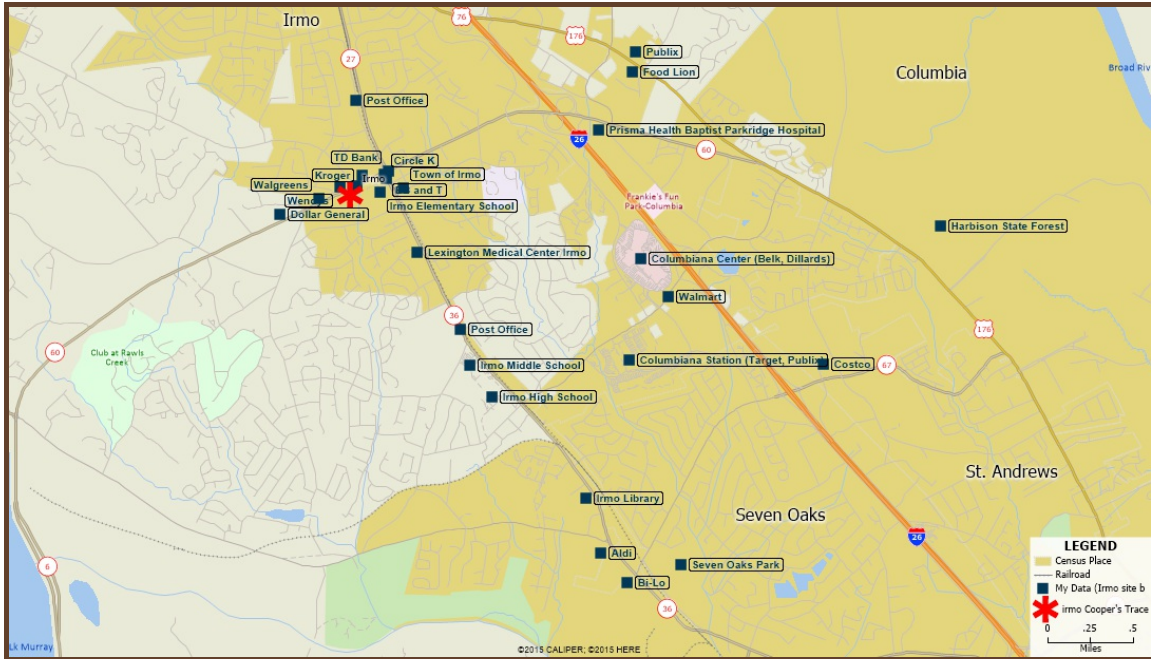 Irmo
76
176
Publix
Food Lion
Columbia
Broad Riv
27
Post Office
Prisma Health Baptist Parkridge Hospital
26
60
TD Bank
Circle K
Kroger
Irmo
Town of Irmo
Walgreens
and T
Wendys
Irmo Elementary School
Dollar General
Frankie's Fun
Park-Columbia
Harbison State Forest
Lexington Medical Center Irmo
Columbiana Center (Belk, Dillards)
Walmart
36
Post Office
176
60
Club at Rawls
Creek
Irmo Middle School
Columbiana Station (Target, Publix)
Costco
67
Irmo High School
St. Andrews
Irmo Library
Seven Oaks
26
Aldi
Seven Oaks Park
6
Bi-Lo
36
Lk Murray
LEGEND
Census Place
Railroad
My Data (Irmo site b
irmo Cooper's Trace
0 .25 .5
Miles
©2015 CALIPER; ©2015 HERE